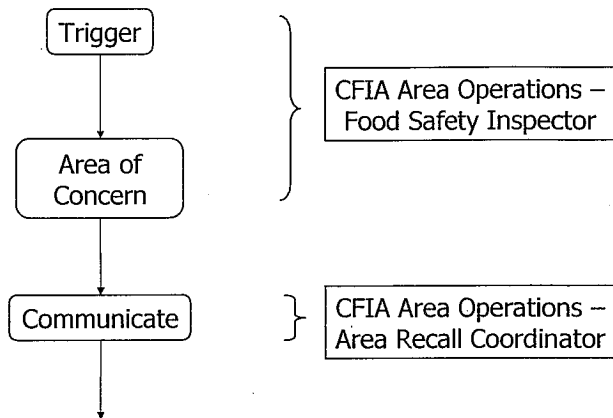 Trigger
CFIA Area Operations –
Food Safety Inspector
Area of
Concern
Communicate
CFIA Area Operations –
Area Recall Coordinator